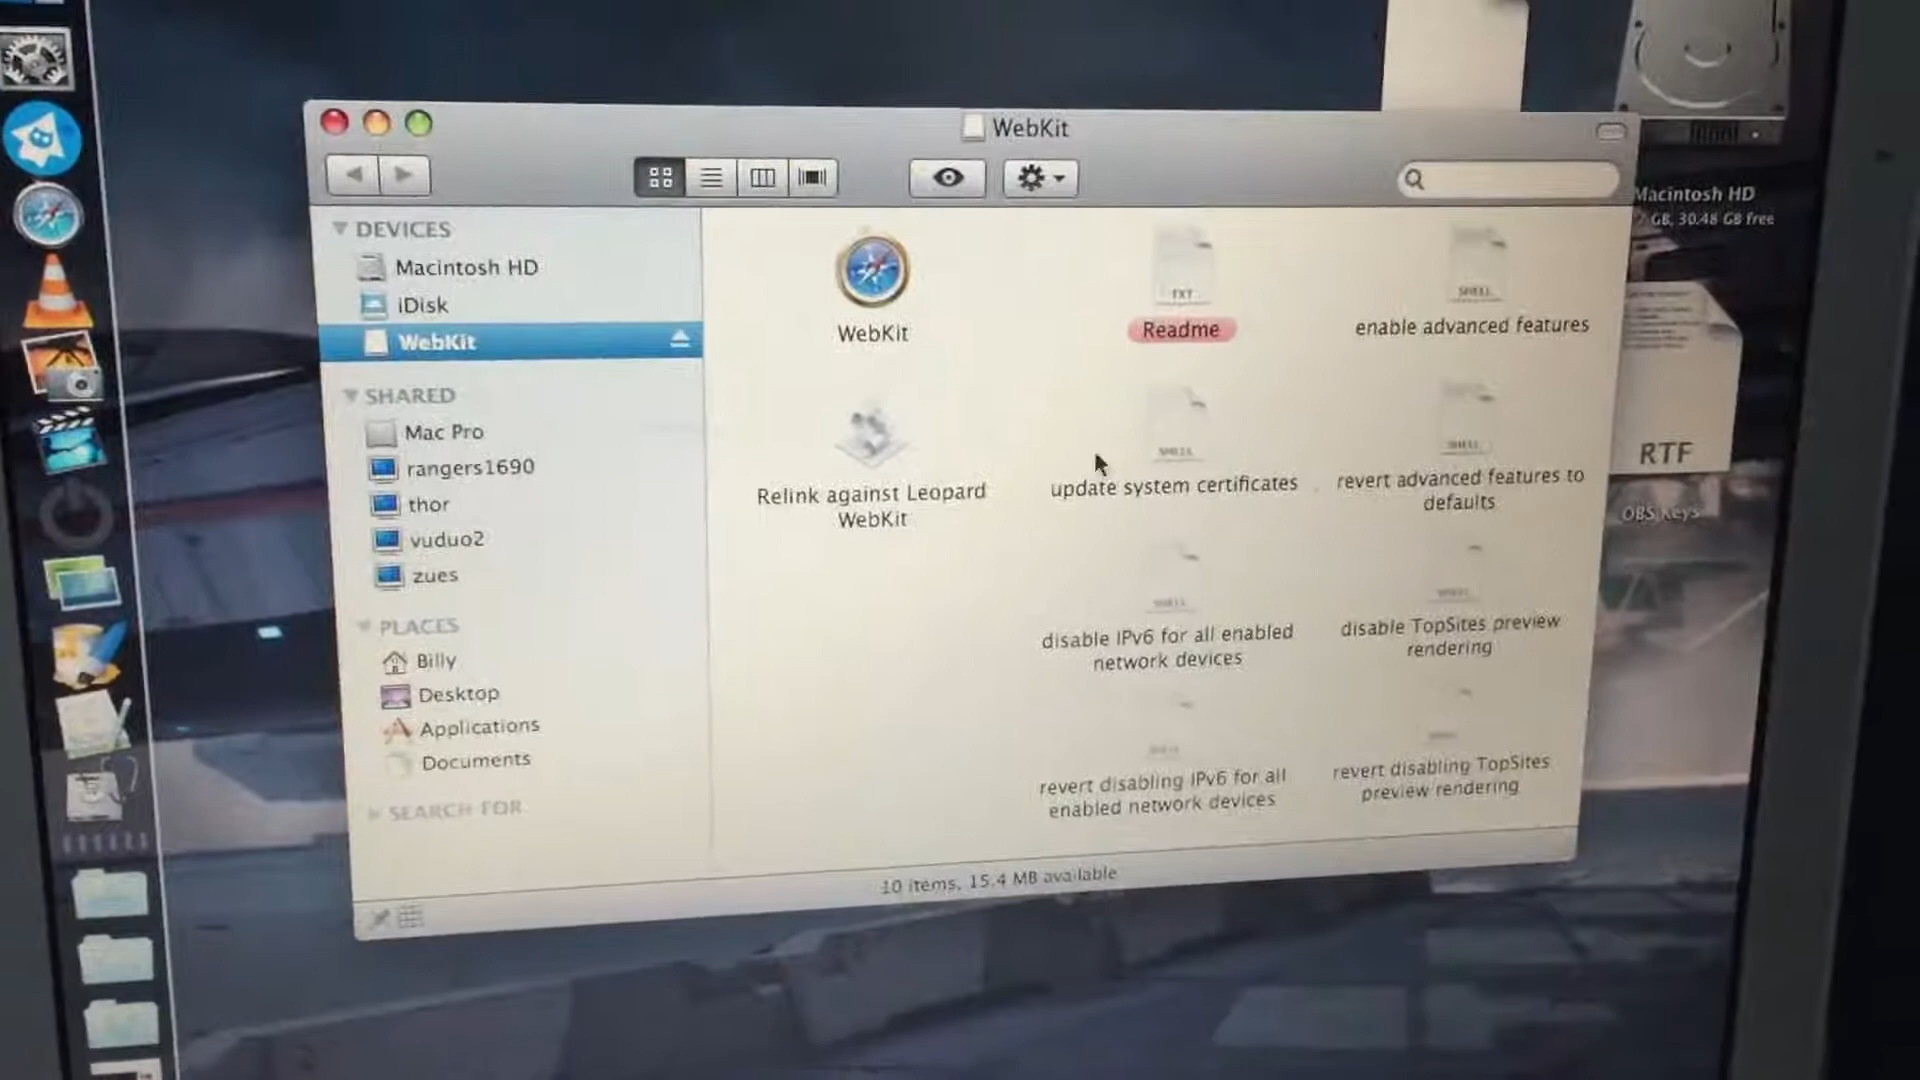 WebKit
Macintosh HD
GB, 30.48 GB free
DEVICES
Macintosh HD
iDisk
WebKit
SHARED
Mac Pro
rangers1690
thor
vuduo2
zues
PLACES
Billy
Desktop
Applications
Documents
SEARCH FOR
WebKit
TXT
Readme
SHELL
enable advanced features
Relink against Leopard
WebKit
SHELL
update system certificates
SHELL
revert advanced features to
defaults
SHELL
disable IPv6 for all enabled
network devices
SHELL
disable TopSites preview
rendering
revert disabling IPv6 for all
enabled network devices
revert disabling TopSites
preview rendering
10 items, 15.4 MB available
RTF
OBS Keys